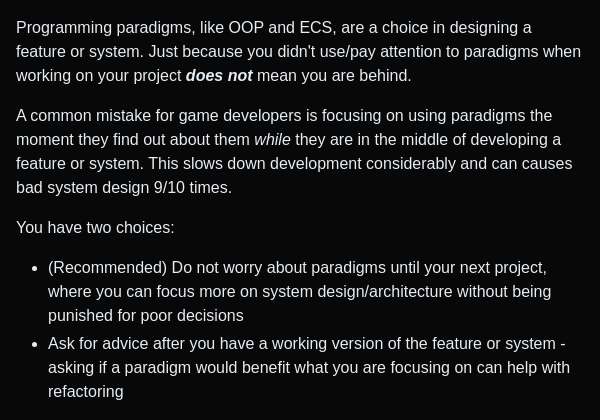 Programming paradigms, like OOP and ECS, are a choice in designing a
feature or system. Just because you didn't use/pay attention to paradigms when
working on your project does not mean you are behind.
A common mistake for game developers is focusing on using paradigms the
moment they find out about them while they are in the middle of developing a
feature or system. This slows down development considerably and can causes
bad system design 9/10 times.
You have two choices:
• (Recommended) Do not worry about paradigms until your next project,
where you can focus more on system design/architecture without being
punished for poor decisions
• Ask for advice after you have a working version of the feature or system -
asking if a paradigm would benefit what you are focusing on can help with
refactoring